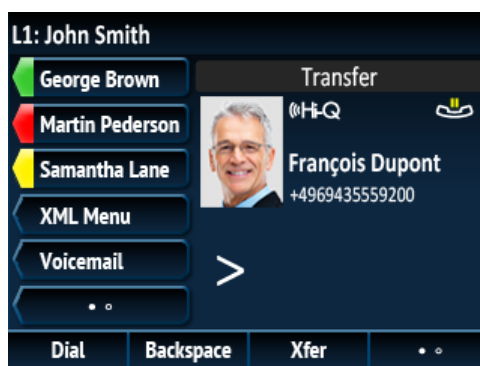 L1: John Smith
George Brown
Transfer
Hi-Q
Martin Pederson
François Dupont
Samantha Lane
+4969435559200
XML Menu
Voicemail
>
Dial Backspace Xfer